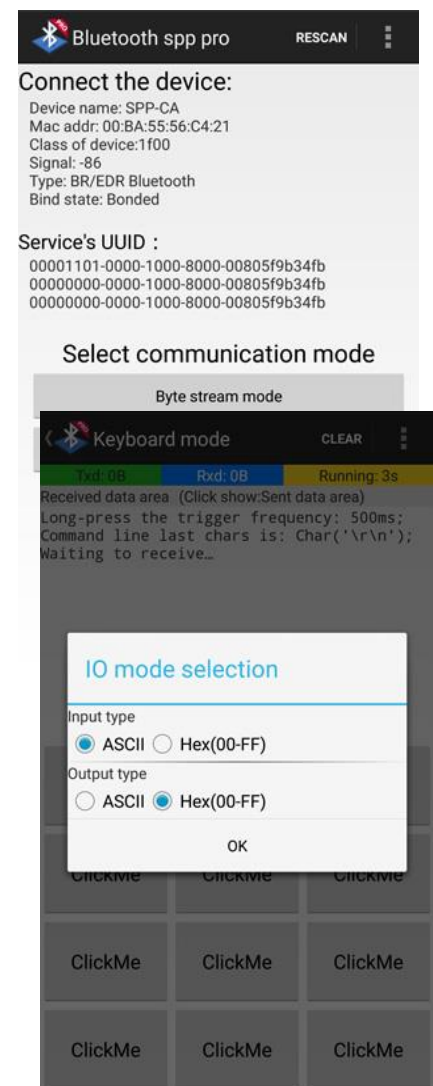 Bluetooth spp pro RESCAN
Connect the device:
Device name: SPP-CA
Mac addr: 00:BA:55:56:C4:21
Class of device:1f00
Signal: -86
Type: BR/EDR Bluetooth
Bind state: Bonded
Service's UUID :
00001101-0000-1000-8000-00805f9b34fb
00000000-0000-1000-8000-00805f9b34fb
00000000-0000-1000-8000-00805f9b34fb
Select communication mode
Byte stream mode
Keyboard mode CLEAR
Txd: 0B Rxd: 0B Running: 3s
Received data area (Click show:Sent data area)
Long-press the trigger frequency: 500ms;
Command line last chars is: Char('\r\n');
Waiting to receive…
IO mode selection
Input type
ASCII Hex(00-FF)
Output type
ASCII Hex(00-FF)
OK
ClickMe ClickMe ClickMe
ClickMe ClickMe ClickMe
ClickMe ClickMe ClickMe